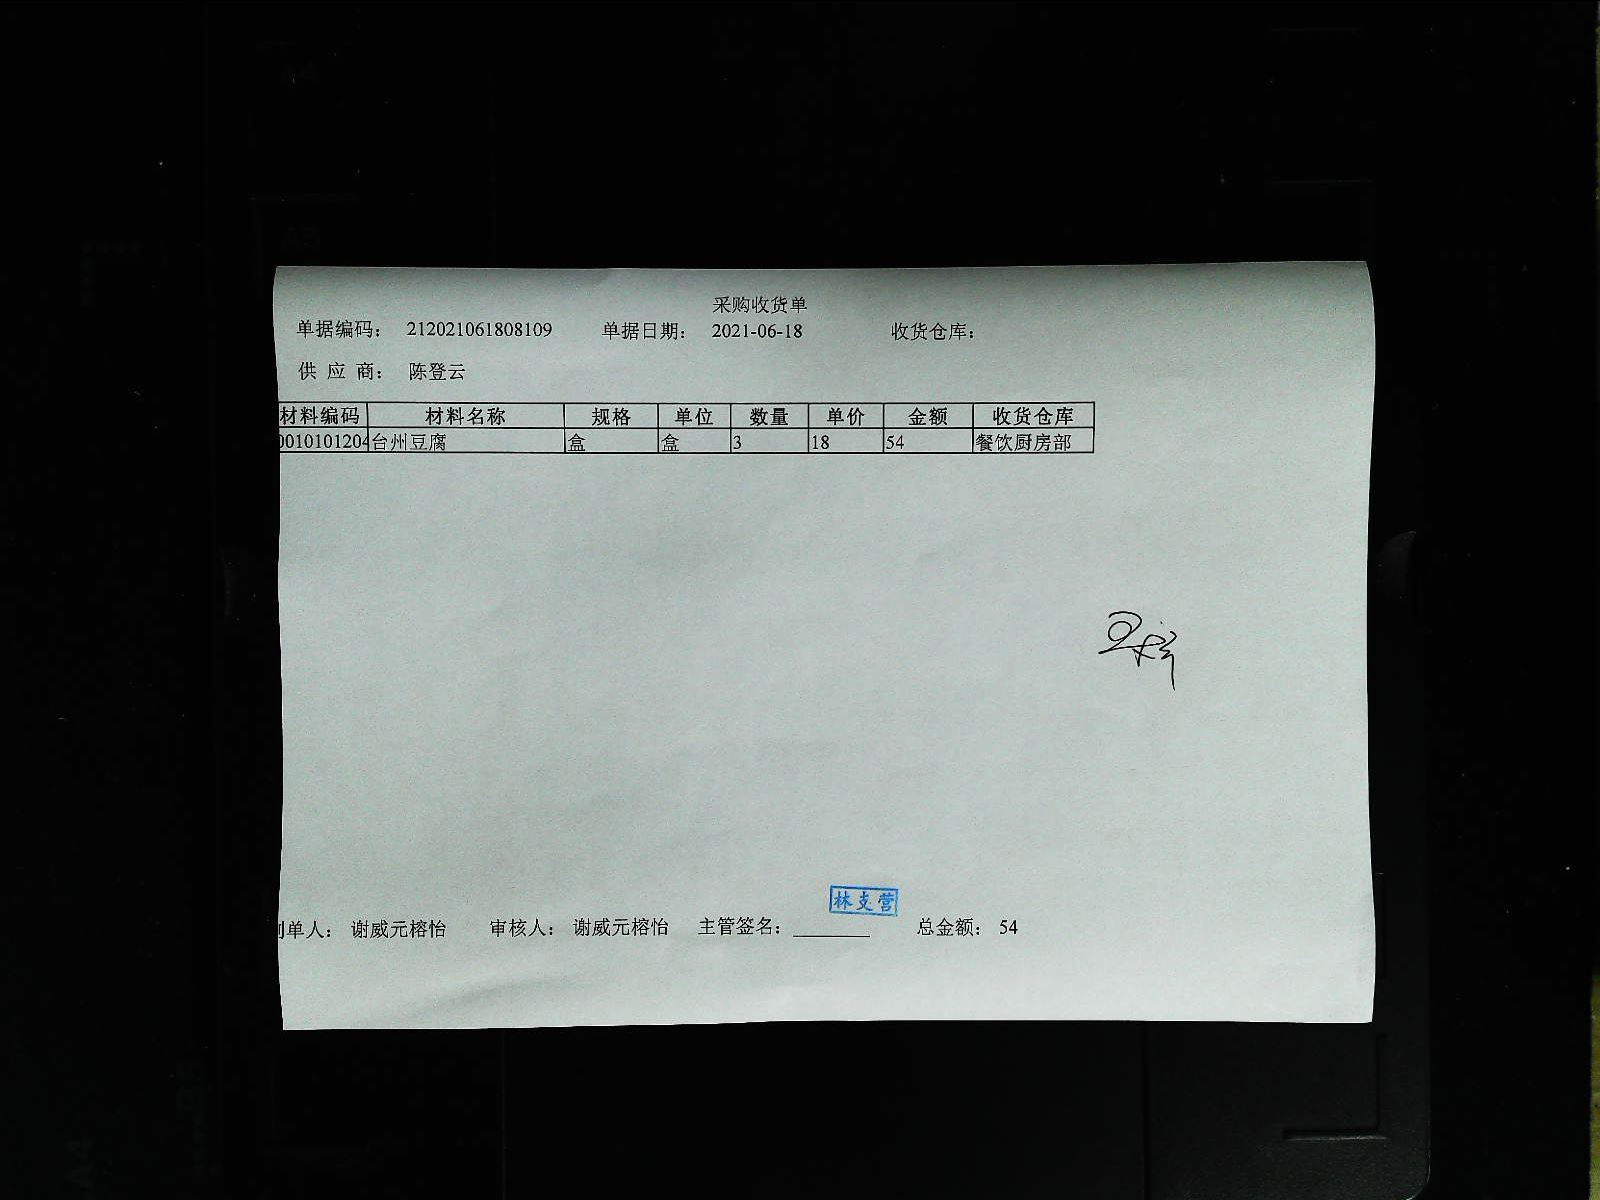 采购收货单
单据编码： 212021061808109 单据日期： 2021-06-18 收货仓库：
供 应 商： 陈登云
材料编码 材料名称 规格 单位 数量 单价 金额 收货仓库
0010101204 台州豆腐 盒 盒 3 18 54 餐饮厨房部
林支营
制单人： 谢威元榕怡 审核人： 谢威元榕怡 主管签名： 总金额： 54